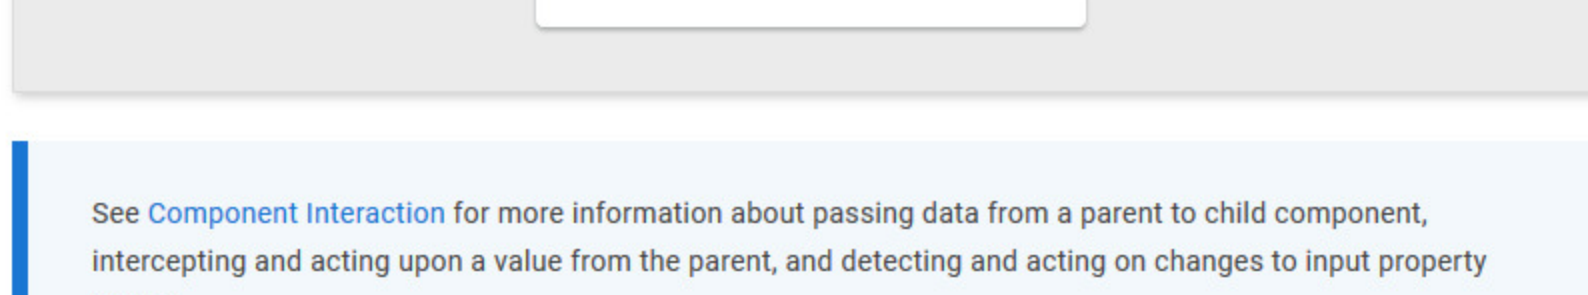 See Component Interaction for more information about passing data from a parent to child component,
intercepting and acting upon a value from the parent, and detecting and acting on changes to input property